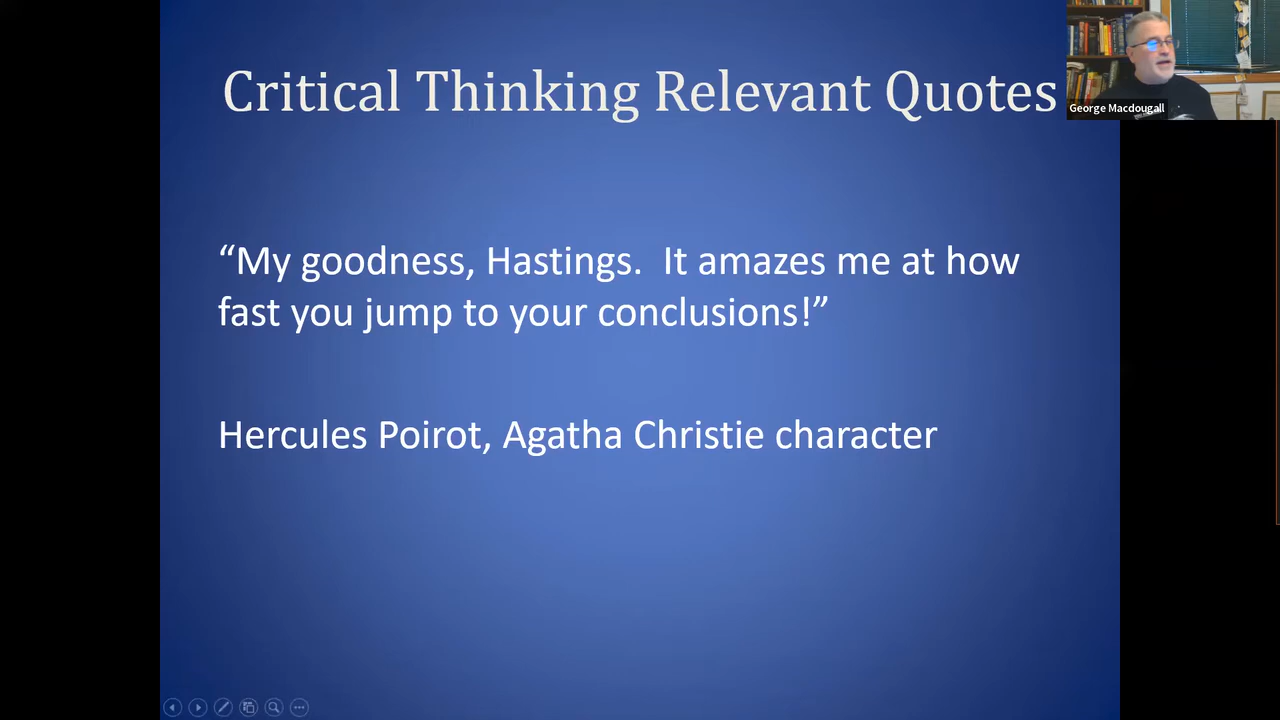 Critical Thinking Relevant Quotes
George Macdougall
“My goodness, Hastings.  It amazes me at how
fast you jump to your conclusions!”
Hercules Poirot, Agatha Christie character